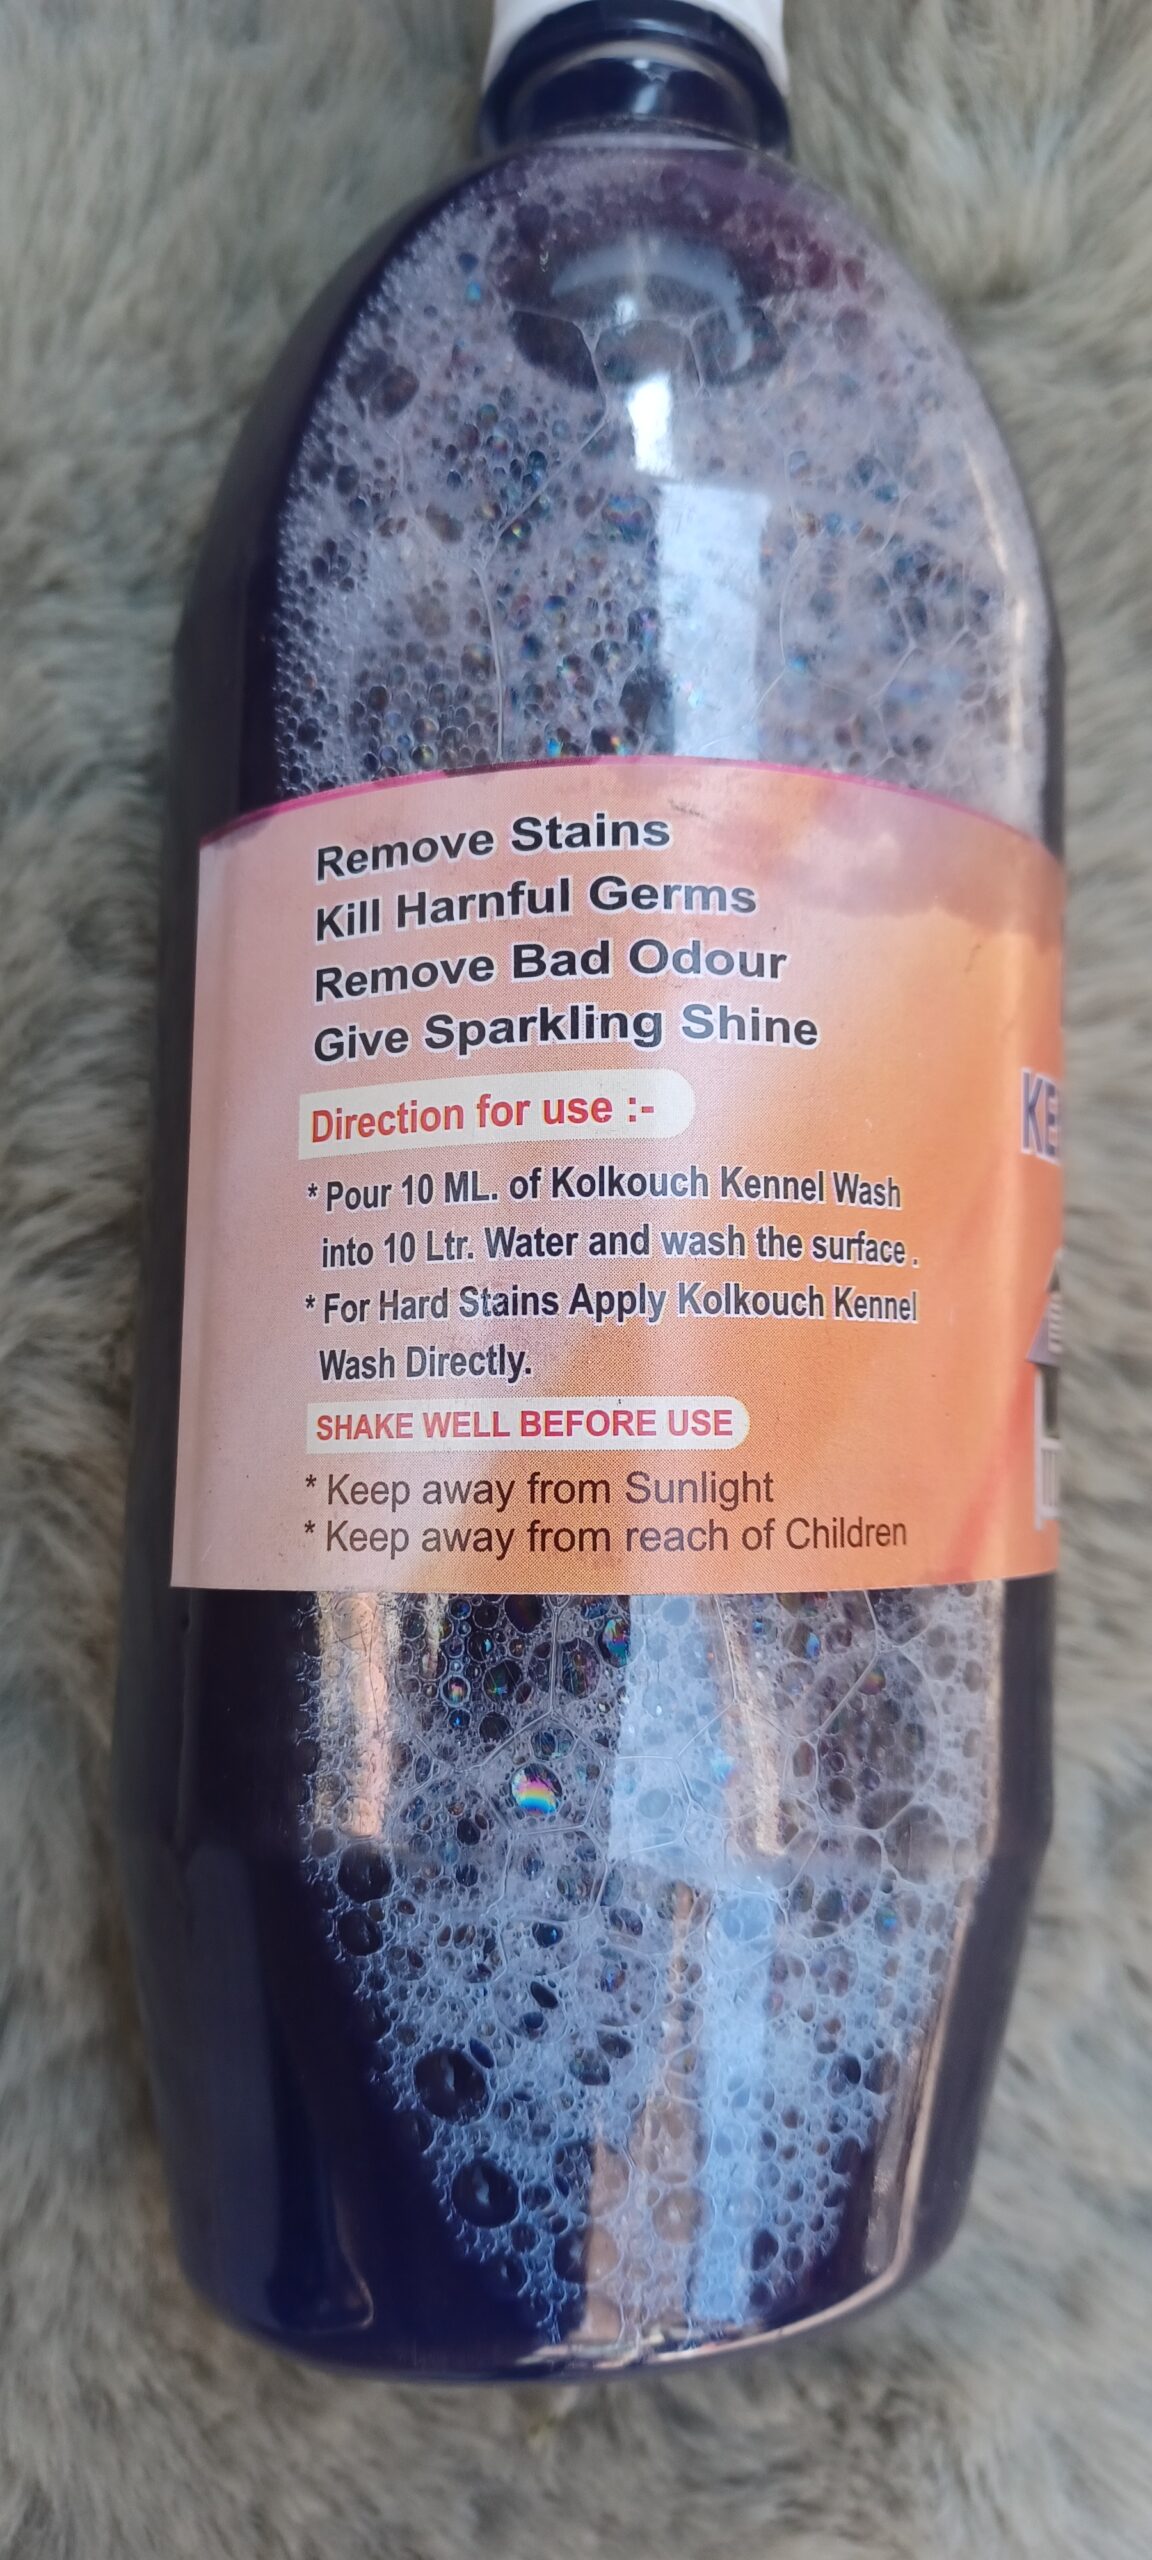 Remove Stains
Kill Harnful Germs
Remove Bad Odour
Give Sparkling Shine
Direction for use :-
* Pour 10 ML. of Kolkouch Kennel Wash
into 10 Ltr. Water and wash the surface .
* For Hard Stains Apply Kolkouch Kennel
Wash Directly.
SHAKE WELL BEFORE USE
* Keep away from Sunlight
* Keep away from reach of Children